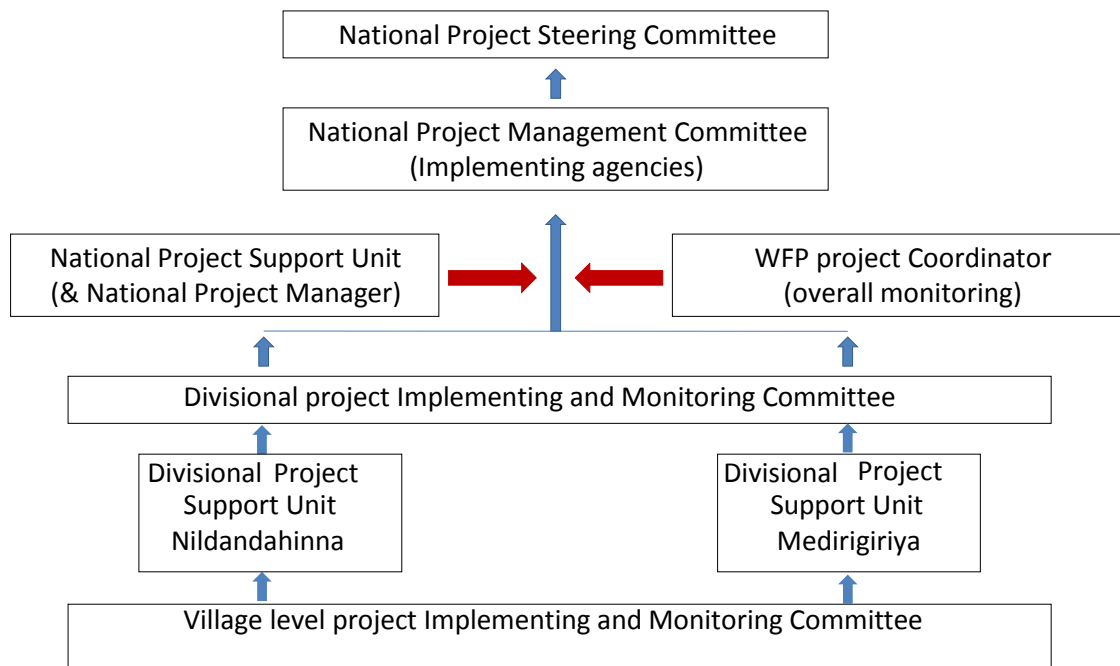 National Project Steering Committee
National Project Management Committee
(Implementing agencies)
National Project Support Unit
(& National Project Manager)
WFP project Coordinator
(overall monitoring)
Divisional project Implementing and Monitoring Committee
Divisional Project
Support Unit
Nildandahinna
Divisional Project
Support Unit
Medirigiriya
Village level project Implementing and Monitoring Committee